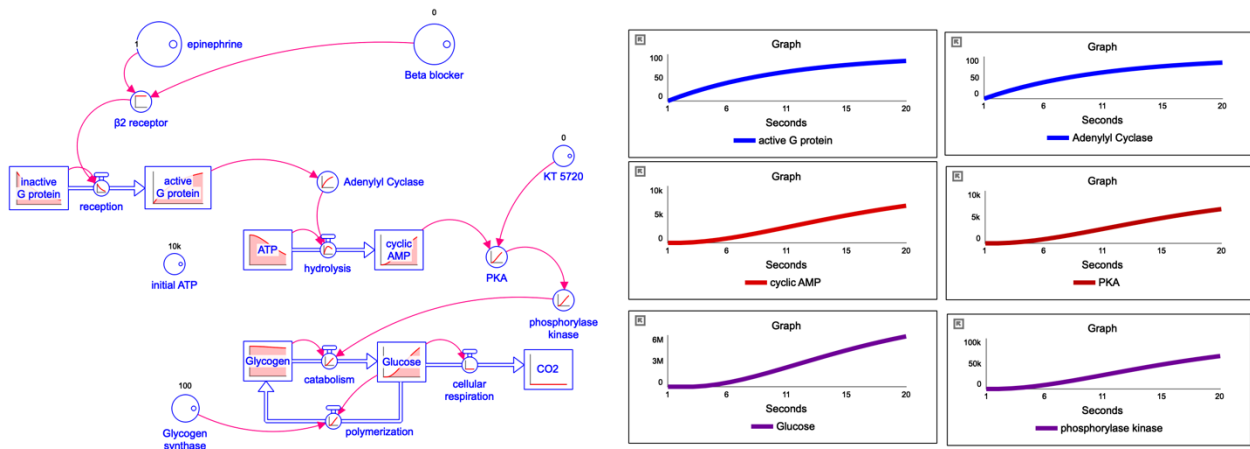 0
1
epinephrine
Beta blocker
β2 receptor
0
KT 5720
inactive
G protein
reception
active
G protein
Adenylyl Cyclase
ATP
hydrolysis
cyclic
AMP
PKA
10k
initial ATP
phosphorylase
kinase
Glycogen
catabolism
Glucose
cellular
respiration
CO2
100
Glycogen
synthase
polymerization
Graph
100
50
0
1 6 11 15 20
Seconds
active G protein
Graph
100
50
0
1 6 11 15 20
Seconds
Adenylyl Cyclase
Graph
10k
5k
0
1 6 11 15 20
Seconds
cyclic AMP
Graph
10k
5k
0
1 6 11 15 20
Seconds
PKA
Graph
6M
3M
0
1 6 11 15 20
Seconds
Glucose
Graph
100k
50k
0
1 6 11 15 20
Seconds
phosphorylase kinase